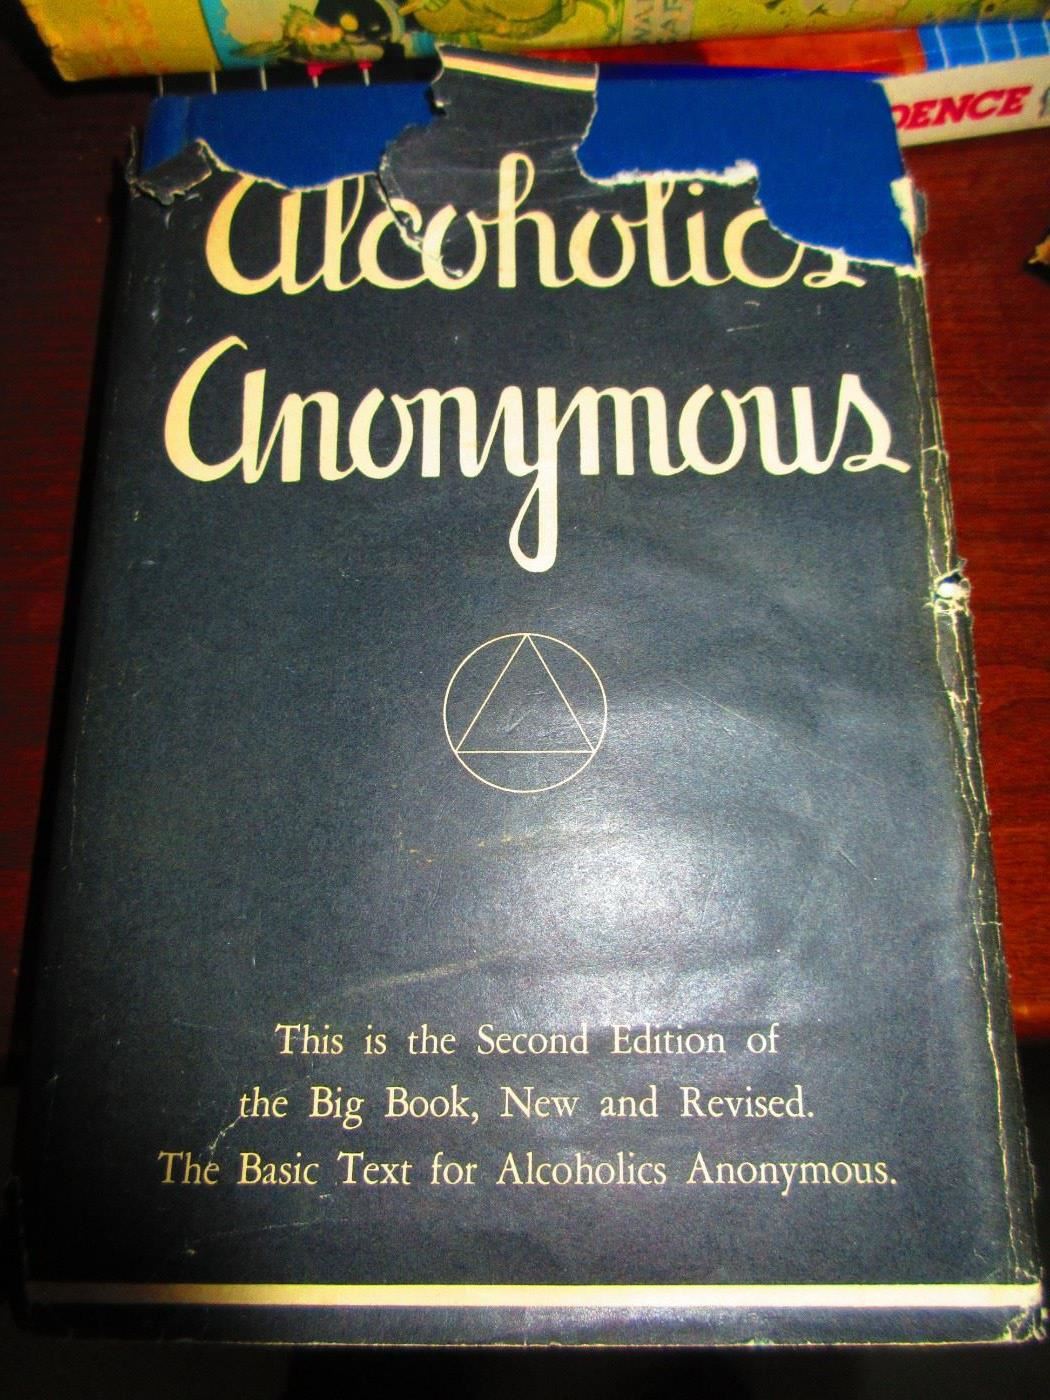 DENCE
Alcoholics
Anonymous
This is the Second Edition of
the Big Book, New and Revised.
The Basic Text for Alcoholics Anonymous.